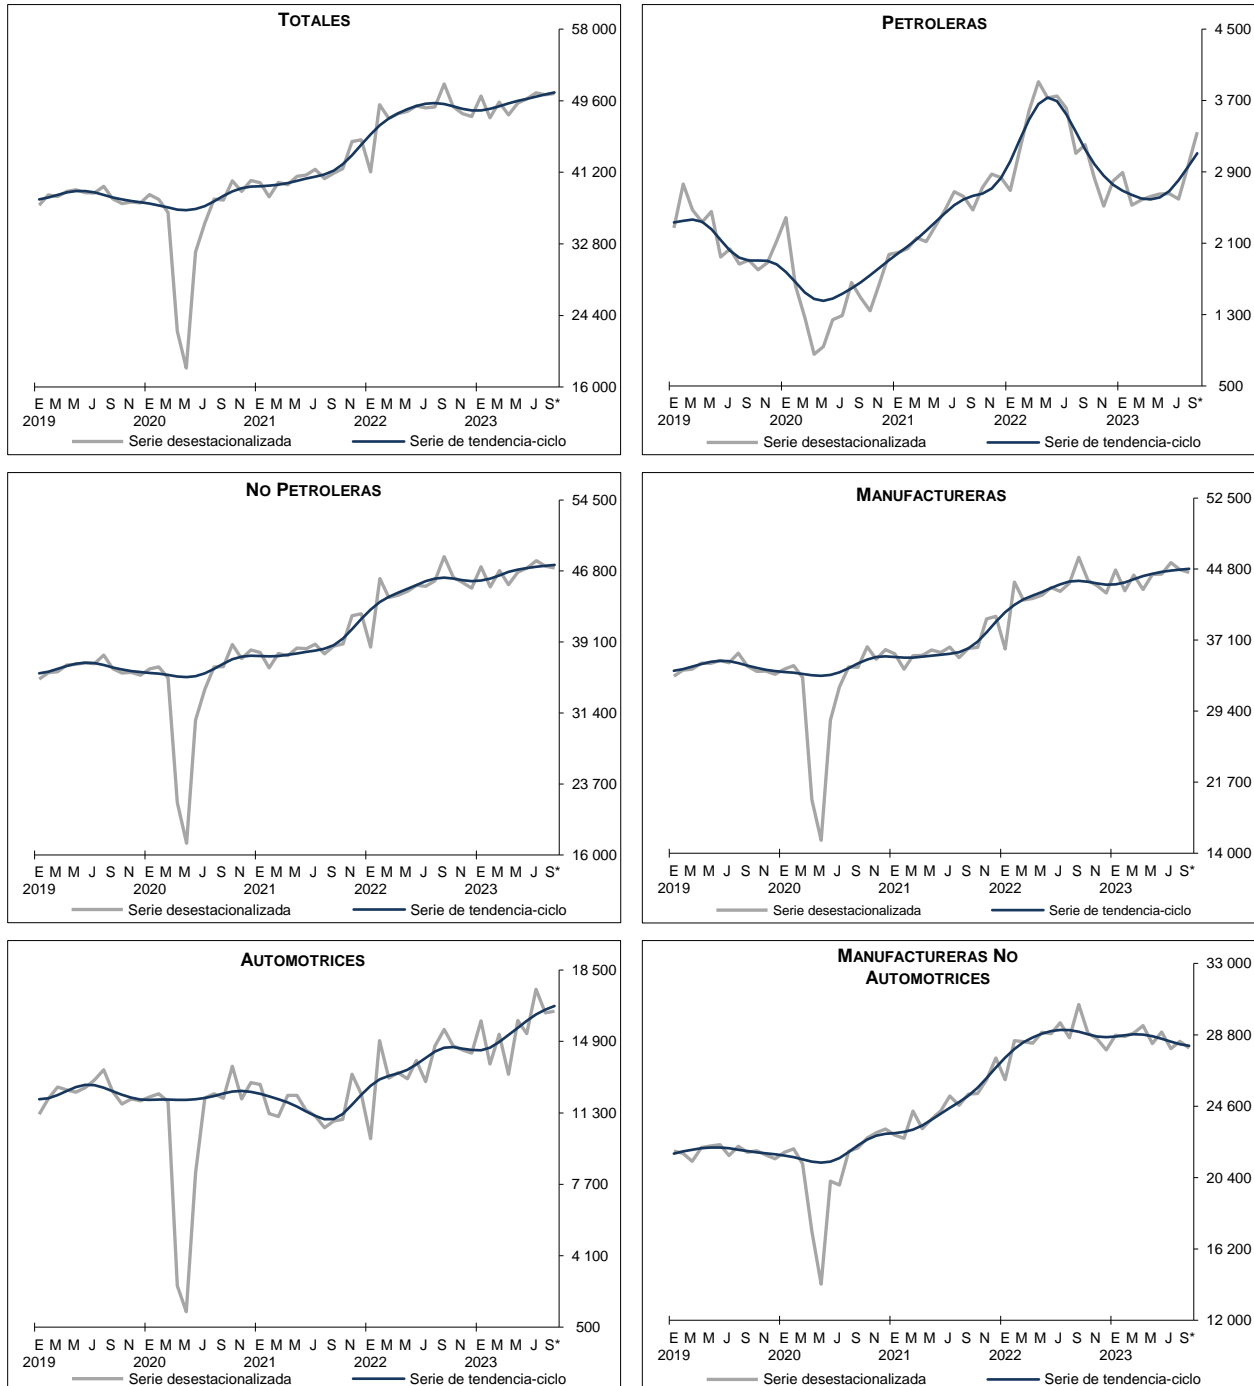 TOTALES
58 000
49 600
41 200
32 800
24 400
16 000
E M M J S N E M M J S N E M M J S N E M M J S N E M M J S*
2019 2020 2021 2022 2023
Serie desestacionalizada Serie de tendencia-ciclo
PETROLERAS
4 500
3 700
2 900
2 100
1 300
500
E M M J S N E M M J S N E M M J S N E M M J S N E M M J S*
2019 2020 2021 2022 2023
Serie desestacionalizada Serie de tendencia-ciclo
NO PETROLERAS
54 500
46 800
39 100
31 400
23 700
16 000
E M M J S N E M M J S N E M M J S N E M M J S N E M M J S*
2019 2020 2021 2022 2023
Serie desestacionalizada Serie de tendencia-ciclo
MANUFACTURERAS
52 500
44 800
37 100
29 400
21 700
14 000
E M M J S N E M M J S N E M M J S N E M M J S N E M M J S*
2019 2020 2021 2022 2023
Serie desestacionalizada Serie de tendencia-ciclo
AUTOMOTRICES
18 500
14 900
11 300
7 700
4 100
500
E M M J S N E M M J S N E M M J S N E M M J S N E M M J S*
2019 2020 2021 2022 2023
Serie desestacionalizada Serie de tendencia-ciclo
MANUFACTURERAS NO
AUTOMOTRICES
33 000
28 800
24 600
20 400
16 200
12 000
E M M J S N E M M J S N E M M J S N E M M J S N E M M J S*
2019 2020 2021 2022 2023
Serie desestacionalizada Serie de tendencia-ciclo